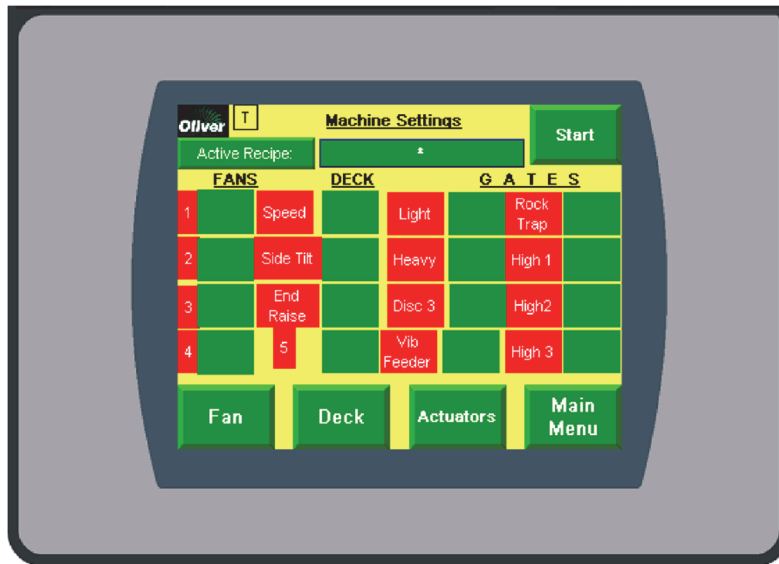 Oliver T Machine Settings Start
Active Recipe: *
FANS DECK G A T E S
1 Speed Light Rock
Trap
2 Side Tilt Heavy High 1
3 End
Raise Disc 3 High2
4 5 Vib
Feeder High 3
Fan Deck Actuators Main
Menu